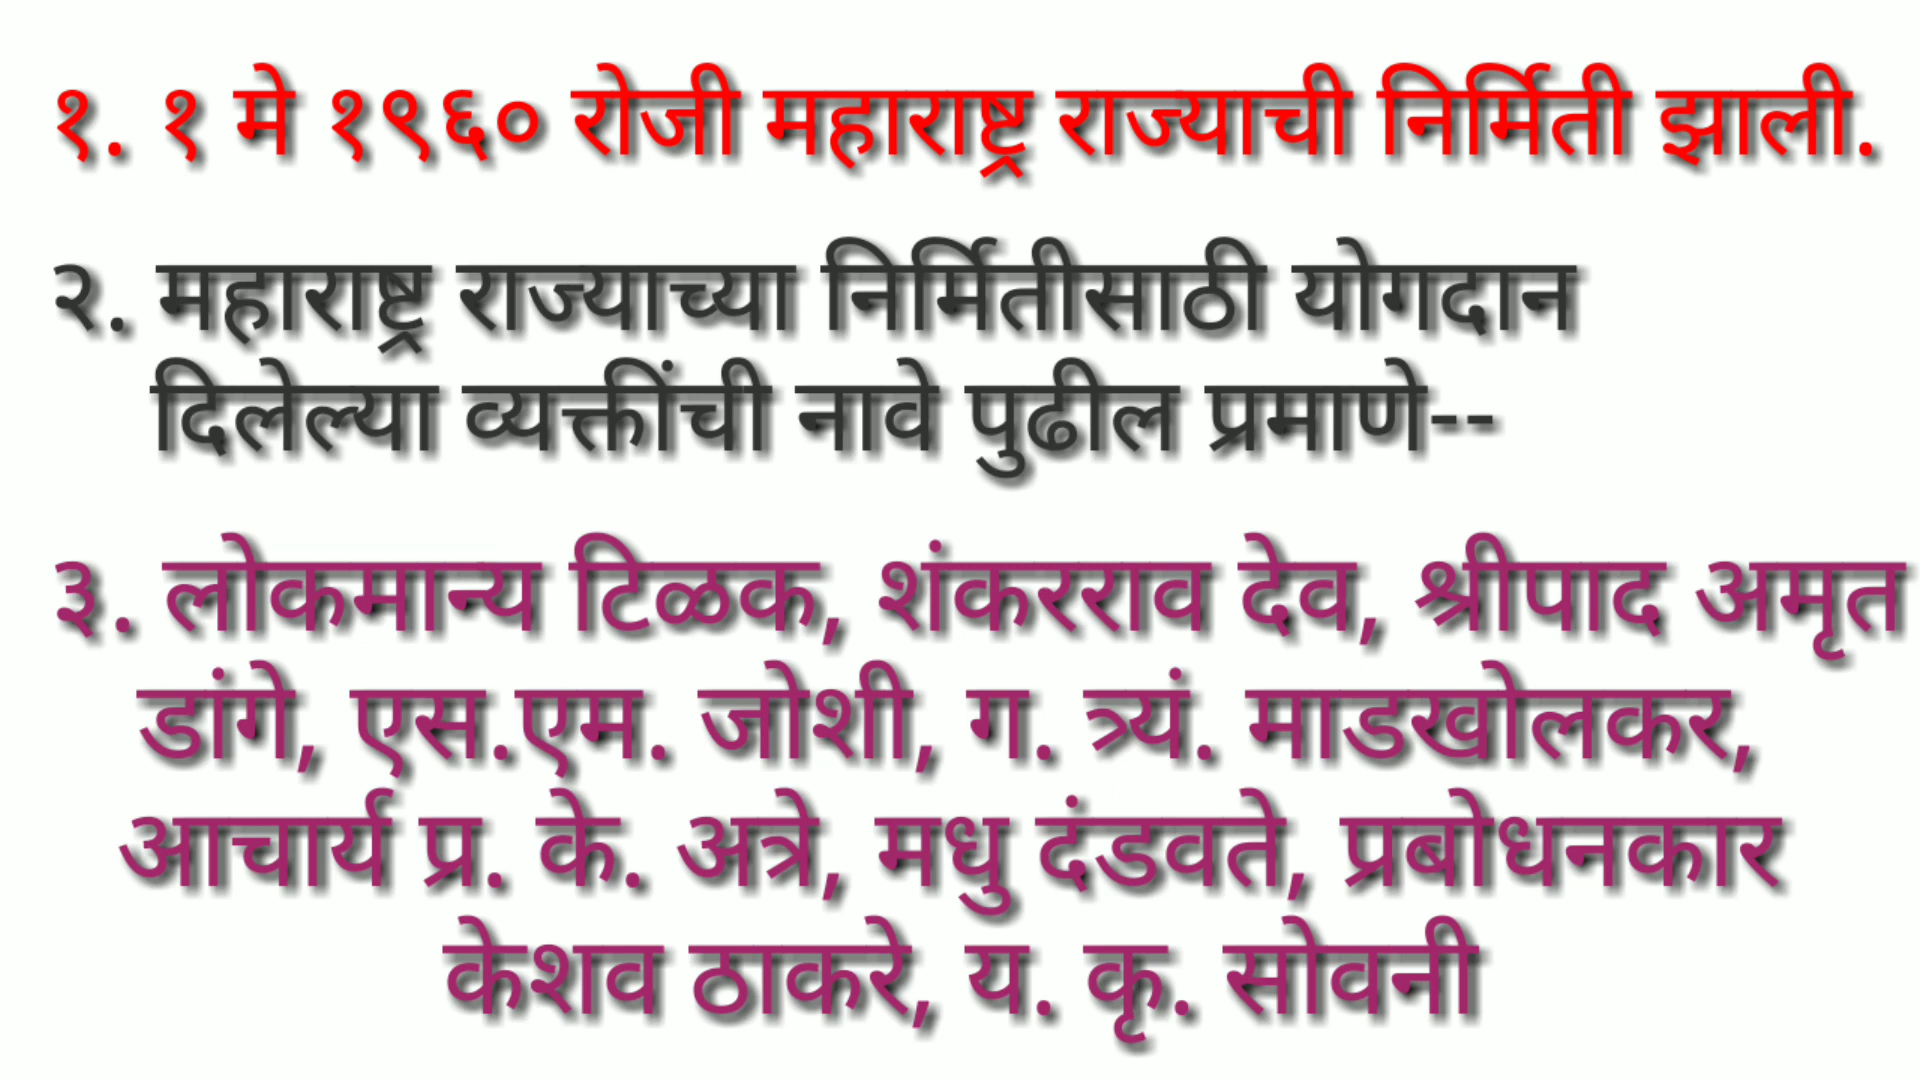 १. १ मे १९६० रोजी महाराष्ट्र राज्याची निर्मिती झाली.
२. महाराष्ट्र राज्याच्या निर्मितीसाठी योगदान
दिलेल्या व्यक्तींची नावे पुढील प्रमाणे--
३. लोकमान्य टिळक, शंकरराव देव, श्रीपाद अमृत
डांगे, एस.एम. जोशी, ग. त्र्यं. माडखोलकर,
आचार्य प्र. के. अत्रे, मधु दंडवते, प्रबोधनकार
केशव ठाकरे, य. कृ. सोवनी